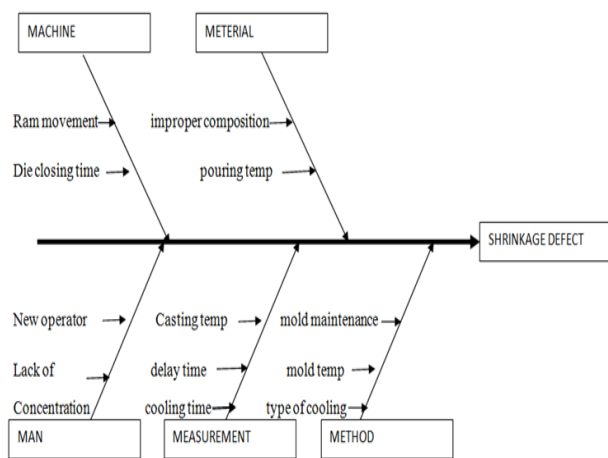 MACHINE
METERIAL
Ram movement
improper composition
Die closing time
pouring temp
SHRINKAGE DEFECT
New operator
Casting temp
mold maintenance
Lack of
delay time
mold temp
Concentration
cooling time
type of cooling
MAN
MEASUREMENT
METHOD